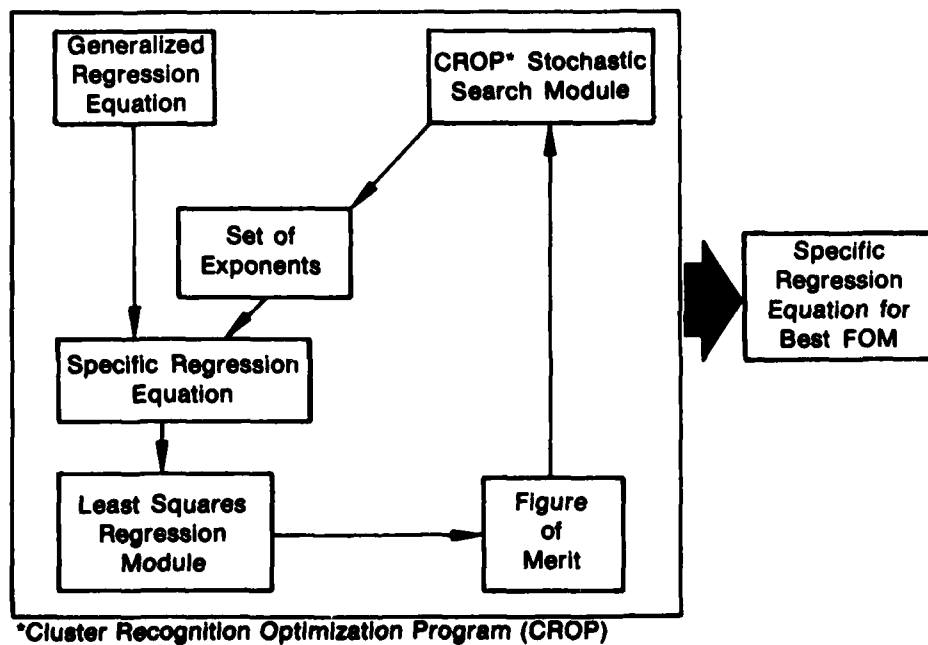 Generalized
Regression
Equation
CROP* Stochastic
Search Module
Set of
Exponents
Specific Regression
Equation
Least Squares
Regression
Module
Figure
of
Merit
Specific
Regression
Equation for
Best FOM
*Cluster Recognition Optimization Program (CROP)